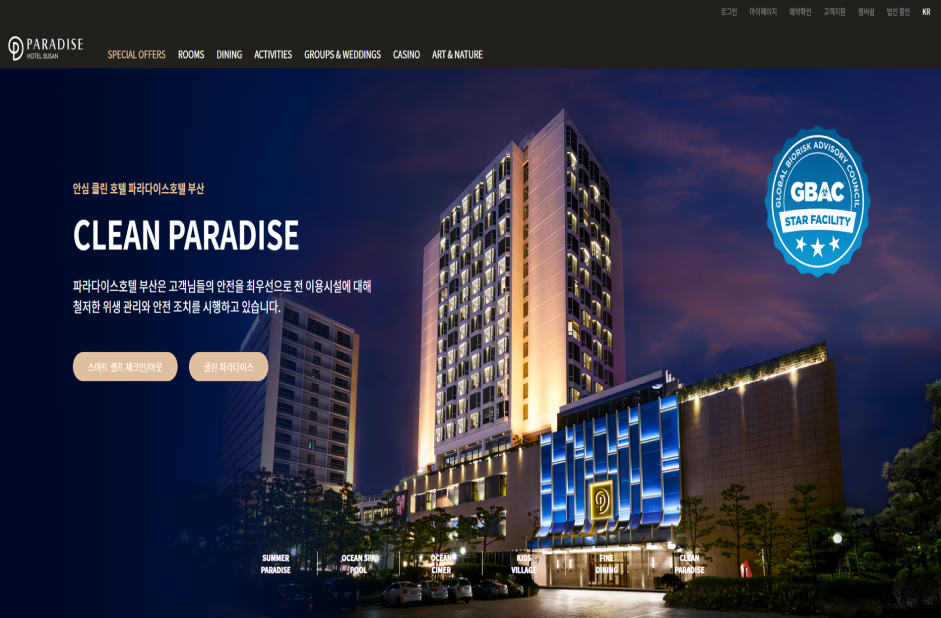 로그인 마이페이지 예약확인 고객지원 멤버쉽 법인 할인 KR
PARADISE
HOTEL BUSAN
SPECIAL OFFERS ROOMS DINING ACTIVITIES GROUPS & WEDDINGS CASINO ART & NATURE
안심 클린 호텔 파라다이스호텔 부산
CLEAN PARADISE
파라다이스호텔 부산은 고객님들의 안전을 최우선으로 전 이용시설에 대해
철저한 위생 관리와 안전 조치를 시행하고 있습니다.
스마트 셀프 체크인/아웃 클린 파라다이스
GLOBAL BIORISK ADVISORY COUNCIL
GBAC
STAR FACILITY
SUMMER
PARADISE
OCEAN SPA
POOL
OCEAN
CIMER
KIDS
VILLAGE
FINE
DINING
CLEAN
PARADISE